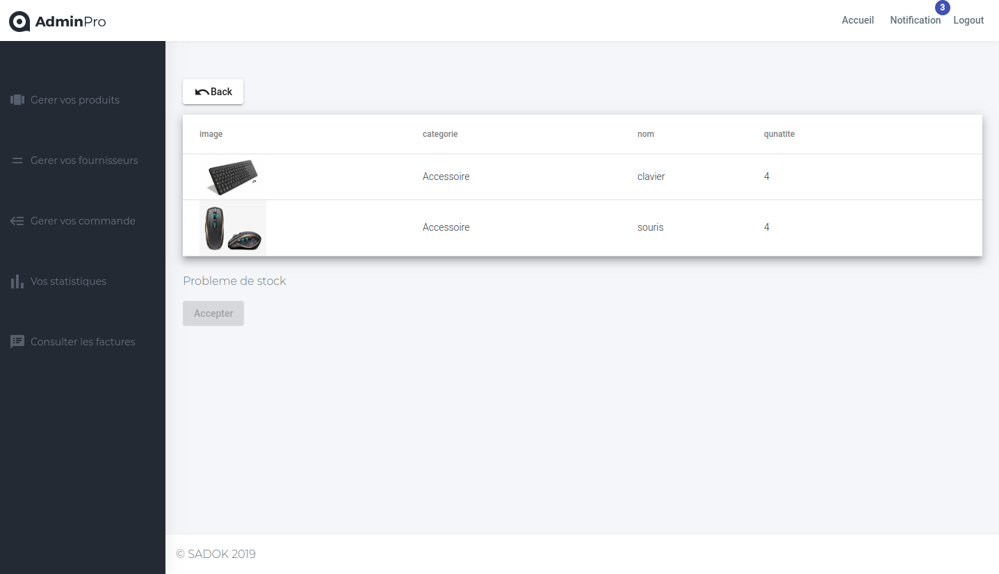 AdminPro
Accueil Notification 3 Logout
Gerer vos produits
Gerer vos fournisseurs
Gerer vos commande
Vos statistiques
Consulter les factures
Back
image categorie nom qunatite
Accessoire clavier 4
Accessoire souris 4
Probleme de stock
Accepter
© SADOK 2019